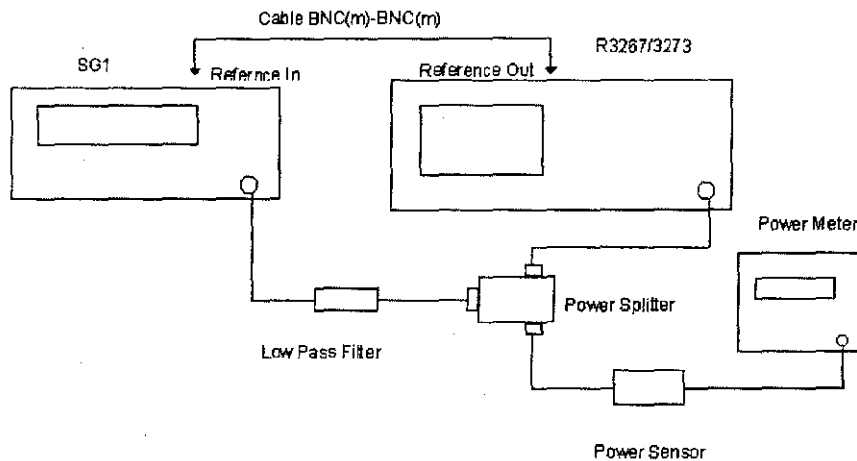 Cable BNC(m)-BNC(m)
R3267/3273
SG1
Refernce In
Reference Out
Power Meter
Power Splitter
Low Pass Filter
Power Sensor